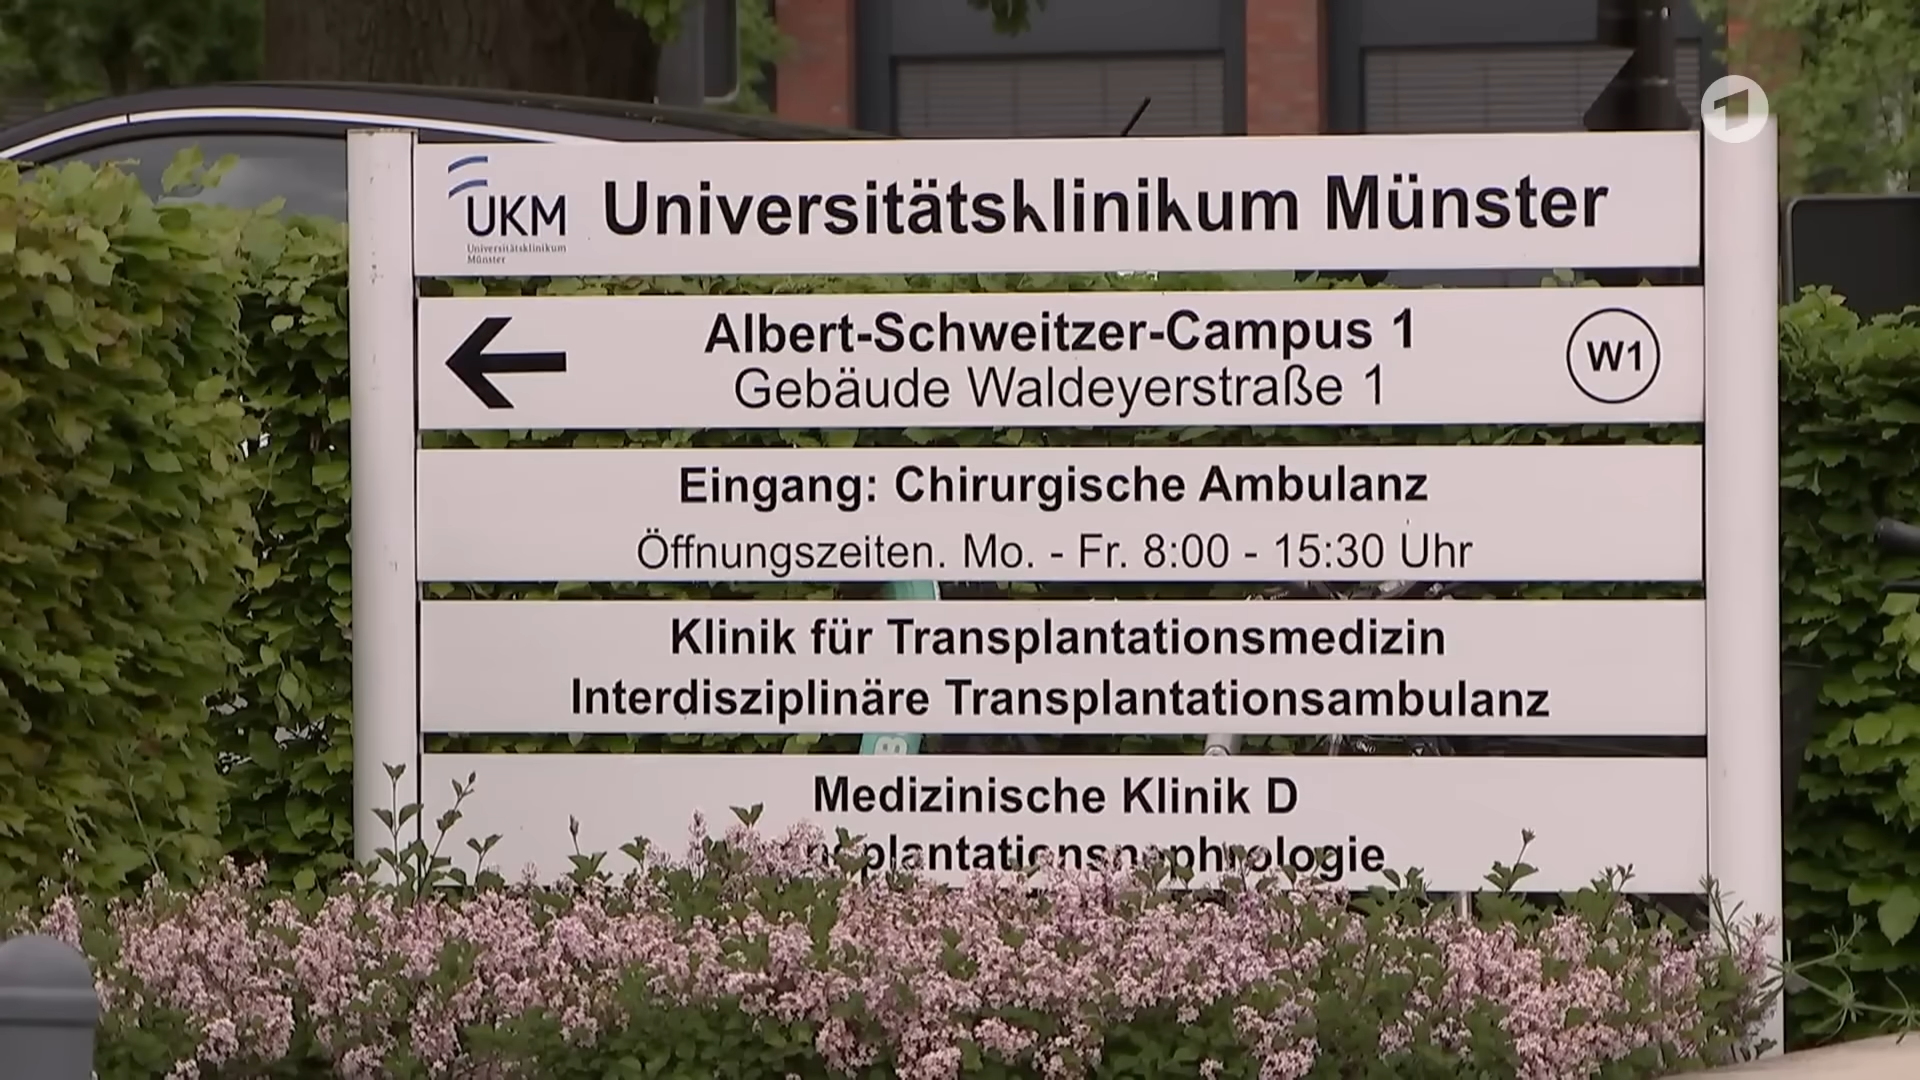 UKM
Universitätsklinikum
Münster
Universitätsklinikum Münster
Albert-Schweitzer-Campus 1
Gebäude Waldeyerstraße 1
W1
Eingang: Chirurgische Ambulanz
Öffnungszeiten. Mo. - Fr. 8:00 - 15:30 Uhr
Klinik für Transplantationsmedizin
Interdisziplinäre Transplantationsambulanz
Medizinische Klinik D